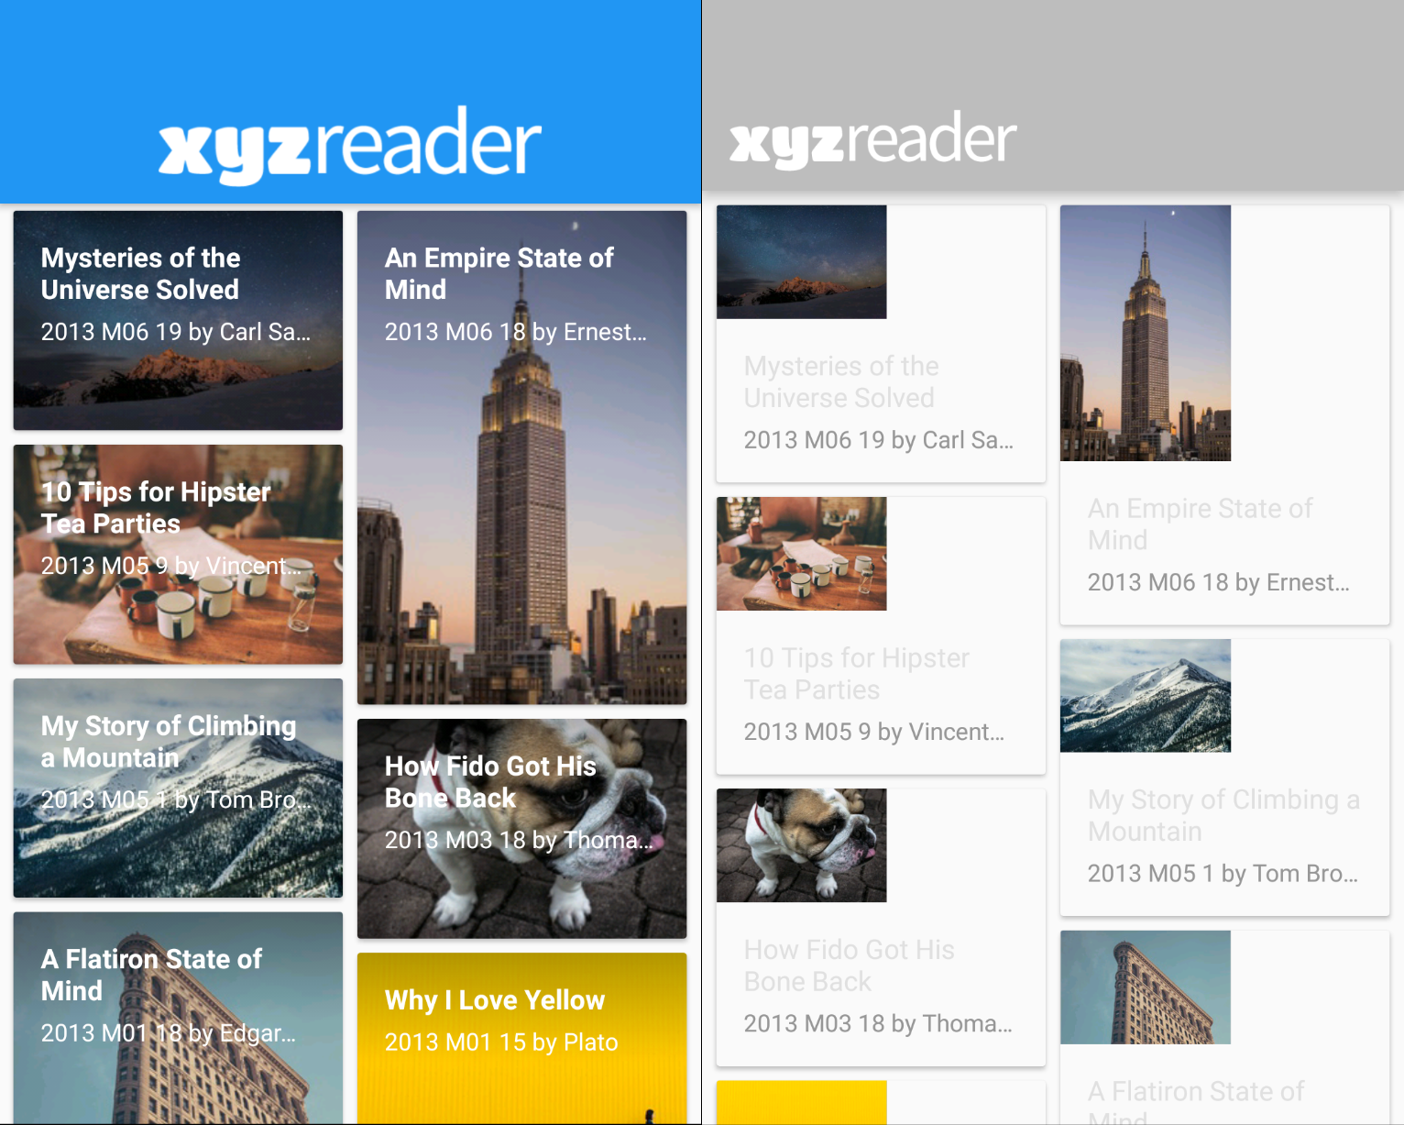 xyzreader
Mysteries of the
Universe Solved
2013 M06 19 by Carl Sa...
An Empire State of
Mind
2013 M06 18 by Ernest...
10 Tips for Hipster
Tea Parties
2013 M05 9 by Vincent...
My Story of Climbing
a Mountain
2013 M05 1 by Tom Bro...
How Fido Got His
Bone Back
2013 M03 18 by Thoma...
A Flatiron State of
Mind
2013 M01 18 by Edgar...
Why I Love Yellow
2013 M01 15 by Plato
xyzreader
Mysteries of the
Universe Solved
2013 M06 19 by Carl Sa...
An Empire State of
Mind
2013 M06 18 by Ernest...
10 Tips for Hipster
Tea Parties
2013 M05 9 by Vincent...
My Story of Climbing a
Mountain
2013 M05 1 by Tom Bro...
How Fido Got His
Bone Back
2013 M03 18 by Thoma...
A Flatiron State of
Mind